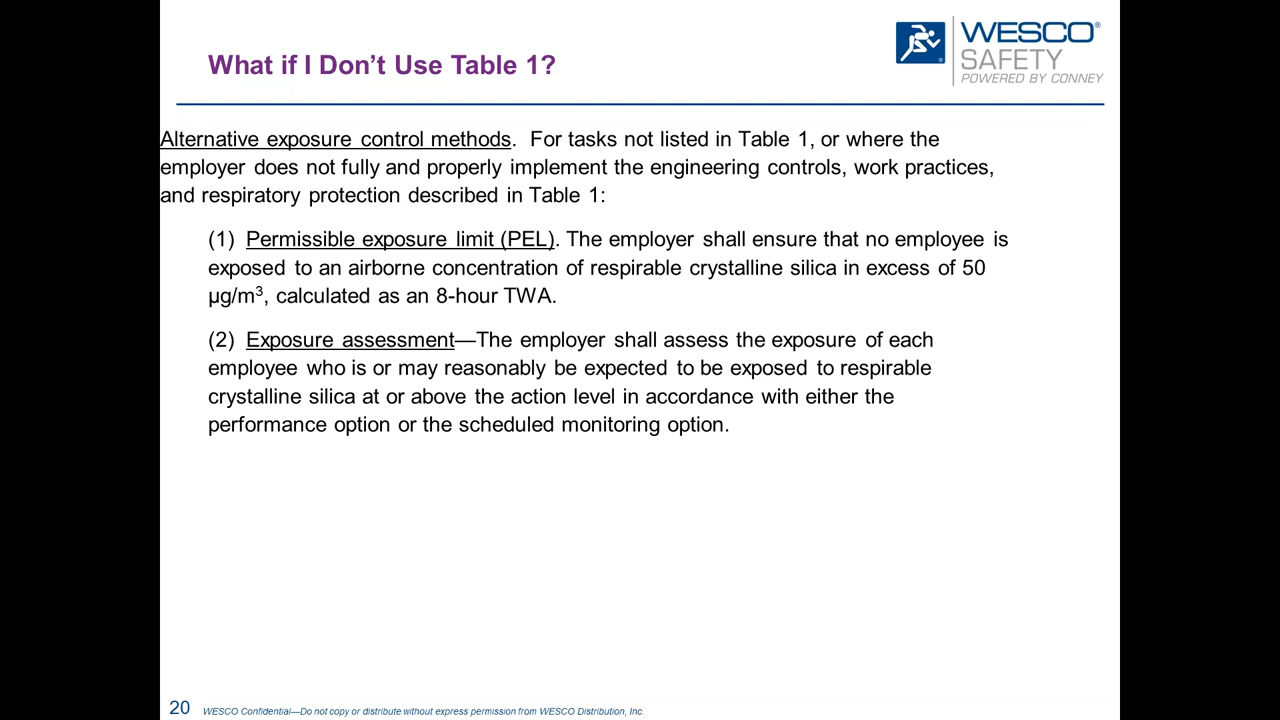 What if I Don’t Use Table 1?
WESCO®
SAFETY
POWERED BY CONNEY
Alternative exposure control methods.  For tasks not listed in Table 1, or where the
employer does not fully and properly implement the engineering controls, work practices,
and respiratory protection described in Table 1:
(1)  Permissible exposure limit (PEL). The employer shall ensure that no employee is
exposed to an airborne concentration of respirable crystalline silica in excess of 50
μg/m³, calculated as an 8-hour TWA.
(2)  Exposure assessment—The employer shall assess the exposure of each
employee who is or may reasonably be expected to be exposed to respirable
crystalline silica at or above the action level in accordance with either the
performance option or the scheduled monitoring option.
20 WESCO Confidential—Do not copy or distribute without express permission from WESCO Distribution, Inc.